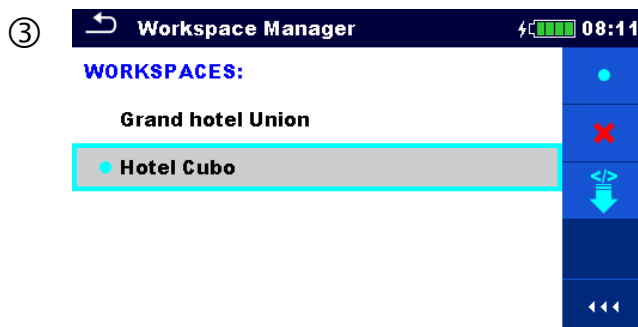 ③
Workspace Manager 08:11
WORKSPACES:
Grand hotel Union
Hotel Cubo
</>